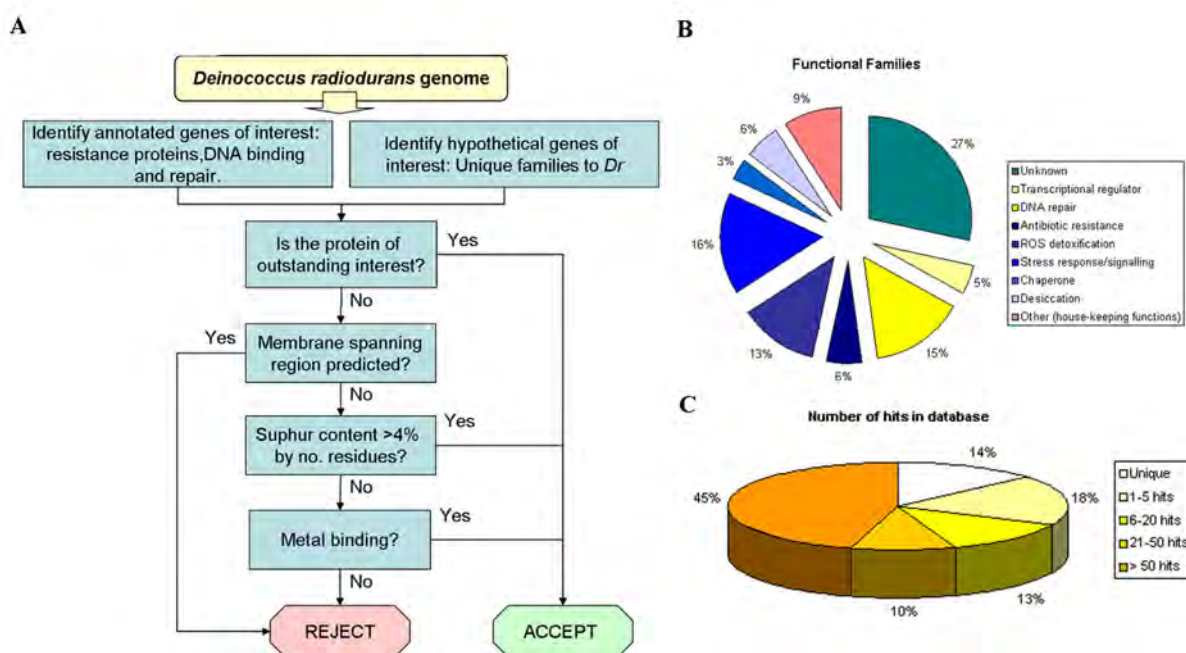 A
Deinococcus radiodurans genome
Identify annotated genes of interest:
resistance proteins,DNA binding
and repair.
Identify hypothetical genes of
interest: Unique families to Dr
Is the protein of
outstanding interest?
Yes
No
Yes
Membrane spanning
region predicted?
No
Suphur content >4%
by no. residues?
Yes
No
Metal binding?
Yes
No
REJECT
ACCEPT
B
Functional Families
9%
6%
3%
16%
13%
6%
15%
5%
27%
Unknown
Transcriptional regulator
DNA repair
Antibiotic resistance
ROS detoxification
Stress response/signalling
Chaperone
Desiccation
Other (house-keeping functions)
C
Number of hits in database
14%
18%
13%
10%
45%
Unique
1-5 hits
6-20 hits
21-50 hits
> 50 hits